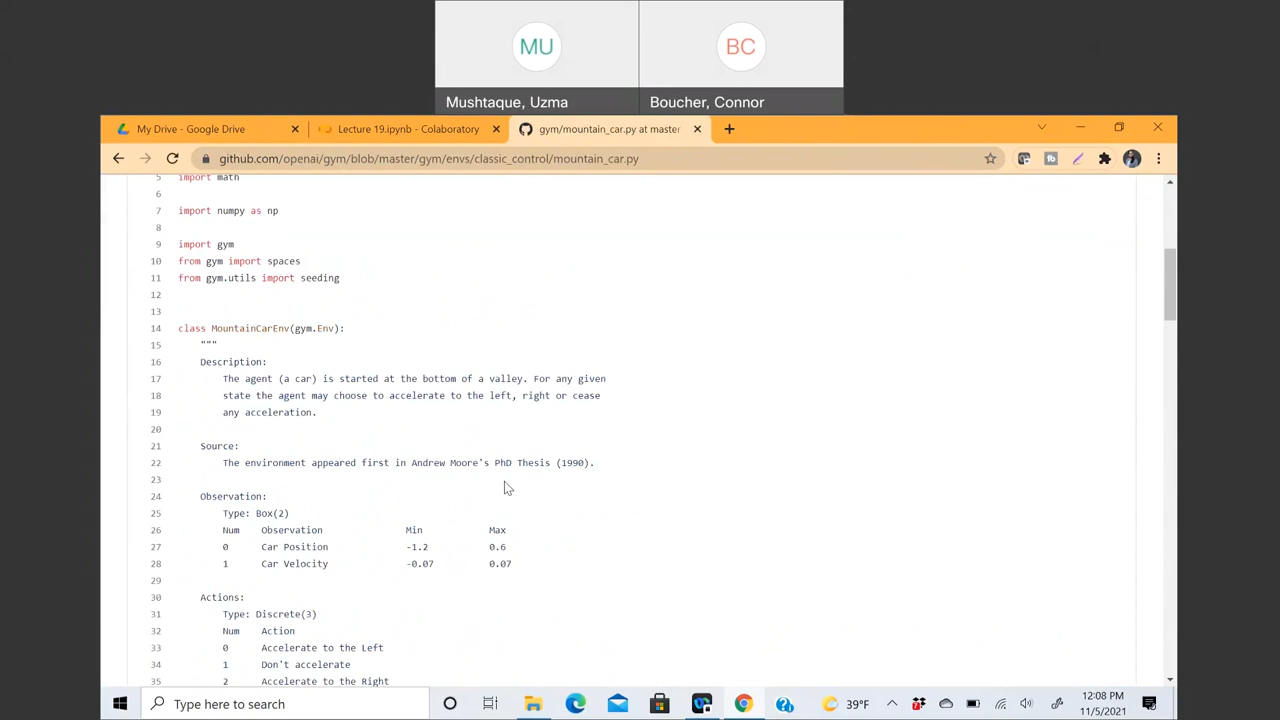 MU
BC
Mushtaque, Uzma
Boucher, Connor
My Drive - Google Drive
Lecture 19.ipynb - Colaboratory
gym/mountain_car.py at master
github.com/openai/gym/blob/master/gym/envs/classic_control/mountain_car.py
5 import math
6
7 import numpy as np
8
9 import gym
10 from gym import spaces
11 from gym.utils import seeding
12
13
14 class MountainCarEnv(gym.Env):
15 """
16 Description:
17 The agent (a car) is started at the bottom of a valley. For any given
18 state the agent may choose to accelerate to the left, right or cease
19 any acceleration.
20
21 Source:
22 The environment appeared first in Andrew Moore's PhD Thesis (1990).
23
24 Observation:
25 Type: Box(2)
26 Num Observation Min Max
27 0 Car Position -1.2 0.6
28 1 Car Velocity -0.07 0.07
29
30 Actions:
31 Type: Discrete(3)
32 Num Action
33 0 Accelerate to the Left
34 1 Don't accelerate
35 2 Accelerate to the Right
Type here to search
39°F
12:08 PM
11/5/2021